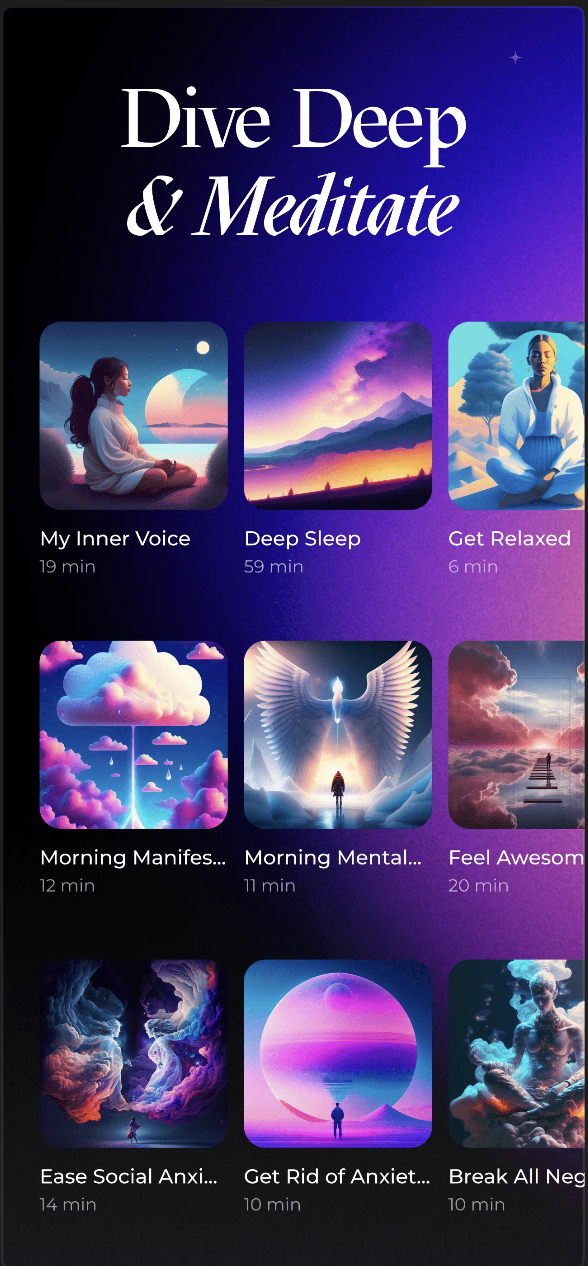 Dive Deep
& Meditate
My Inner Voice
Deep Sleep
Get Relaxed
19 min
59 min
6 min
Morning Manifes...
Morning Mental...
Feel Awesom
12 min
11 min
20 min
Ease Social Anxi...
Get Rid of Anxiet...
Break All Neg
14 min
10 min
10 min